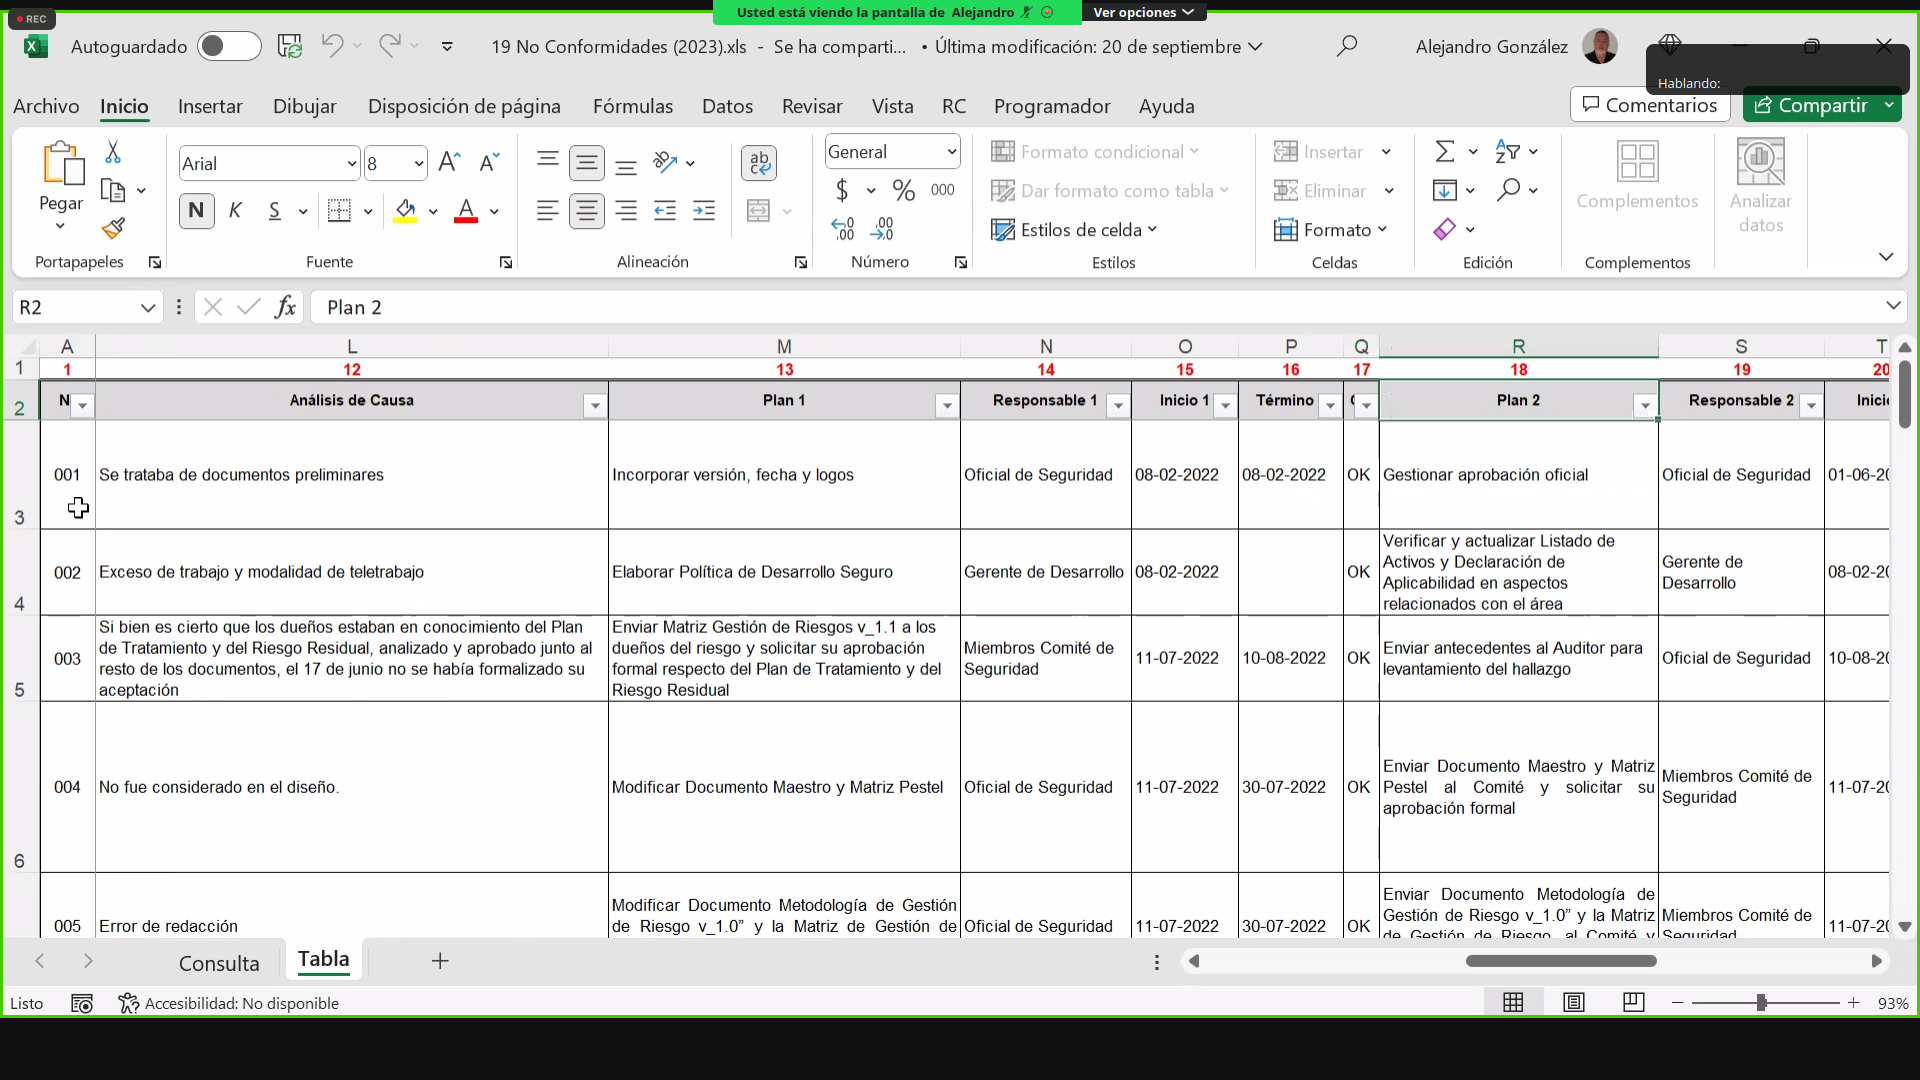 REC
Usted está viendo la pantalla de Alejandro
Ver opciones
Autoguardado
19 No Conformidades (2023).xls - Se ha comparti... • Última modificación: 20 de septiembre
Alejandro González
Hablando:
Archivo Inicio Insertar Dibujar Disposición de página Fórmulas Datos Revisar Vista RC Programador Ayuda
Comentarios Compartir
Pegar
Portapapeles
Arial 8
N K S
Fuente
Alineación
General
$ % 000
Número
Formato condicional
Dar formato como tabla
Estilos de celda
Estilos
Insertar
Eliminar
Formato
Celdas
Edición
Complementos
Complementos
Analizar
datos
R2 fx Plan 2
A L M N O P Q R S T
1 1 12 13 14 15 16 17 18 19 20
2 N Análisis de Causa Plan 1 Responsable 1 Inicio 1 Término Plan 2 Responsable 2 Inici
3 001 Se trataba de documentos preliminares Incorporar versión, fecha y logos Oficial de Seguridad 08-02-2022 08-02-2022 OK Gestionar aprobación oficial Oficial de Seguridad 01-06-20
4 002 Exceso de trabajo y modalidad de teletrabajo Elaborar Política de Desarrollo Seguro Gerente de Desarrollo 08-02-2022 OK
Verificar y actualizar Listado de
Activos y Declaración de
Aplicabilidad en aspectos
relacionados con el área
Gerente de
Desarrollo
08-02-20
5 003
Si bien es cierto que los dueños estaban en conocimiento del Plan
de Tratamiento y del Riesgo Residual, analizado y aprobado junto al
resto de los documentos, el 17 de junio no se había formalizado su
aceptación
Enviar Matriz Gestión de Riesgos v_1.1 a los
dueños del riesgo y solicitar su aprobación
formal respecto del Plan de Tratamiento y del
Riesgo Residual
Miembros Comité de
Seguridad
11-07-2022 10-08-2022 OK
Enviar antecedentes al Auditor para
levantamiento del hallazgo
Oficial de Seguridad 10-08-20
6 004 No fue considerado en el diseño. Modificar Documento Maestro y Matriz Pestel Oficial de Seguridad 11-07-2022 30-07-2022 OK
Enviar Documento Maestro y Matriz
Pestel al Comité y solicitar su
aprobación formal
Miembros Comité de
Seguridad
11-07-20
005 Error de redacción
Modificar Documento Metodología de Gestión
de Riesgo v_1.0” y la Matriz de Gestión de
Oficial de Seguridad 11-07-2022 30-07-2022 OK
Enviar Documento Metodología de
Gestión de Riesgo v_1.0” y la Matriz
de Gestión de Riesgo, al Comité y
Miembros Comité de
Seguridad
11-07-20
Consulta Tabla
Listo Accesibilidad: No disponible 93%